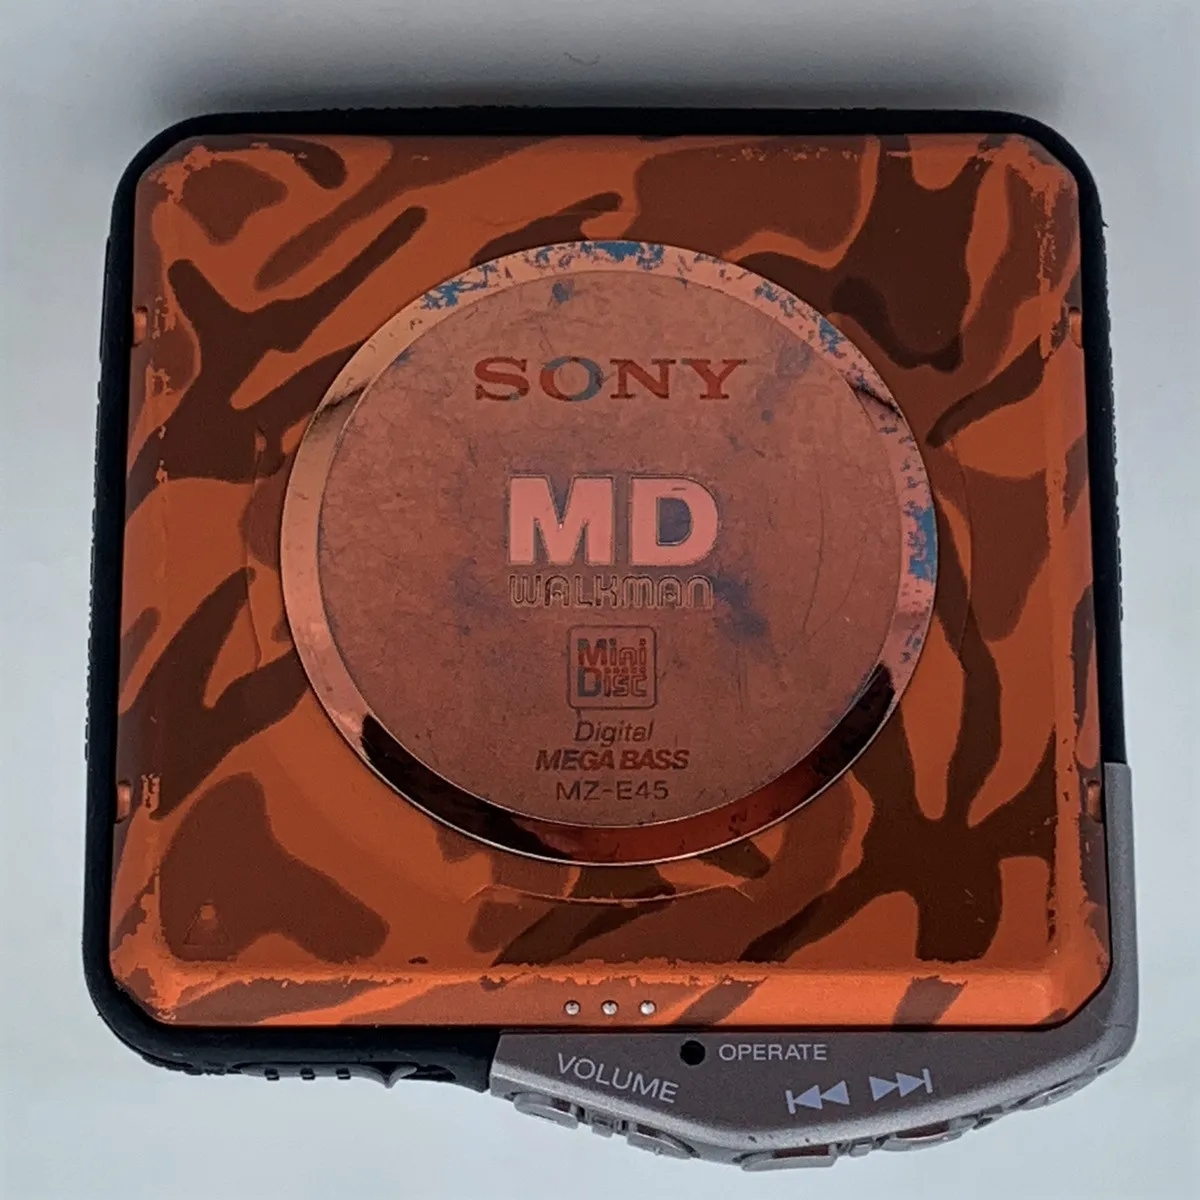 SONY
MD
WALKMAN
Mini
Disc
Digital
MEGA BASS
MZ-E45
OPERATE
VOLUME